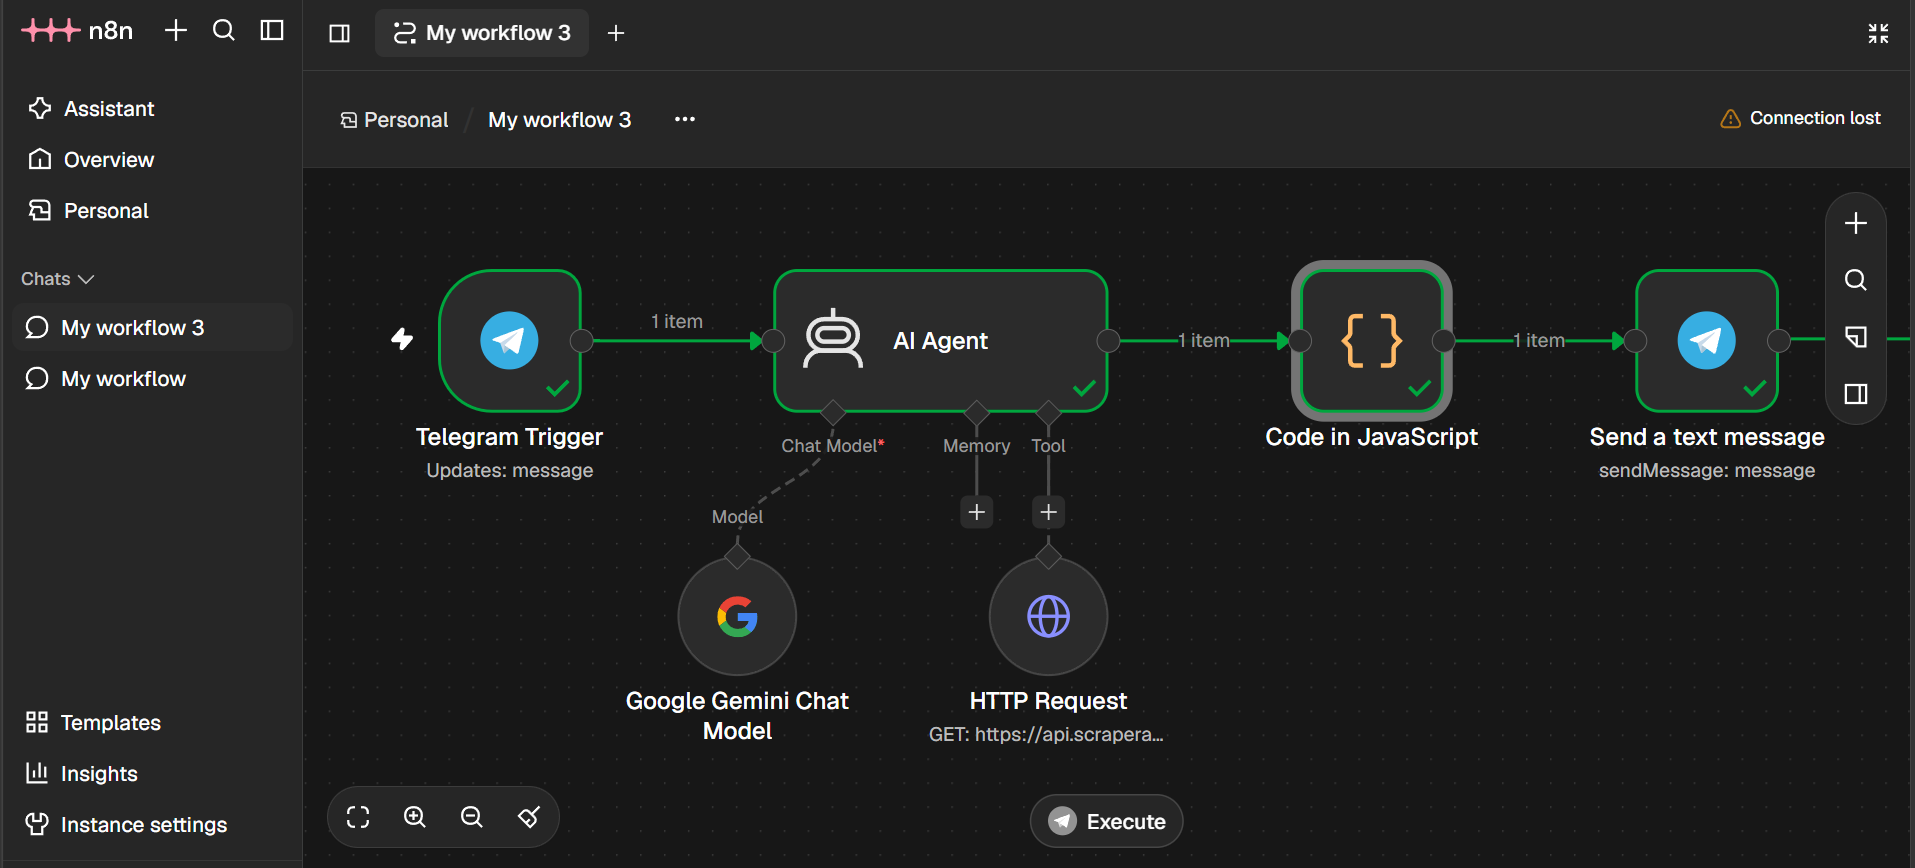 n8n
My workflow 3
Assistant
Overview
Personal
Chats
My workflow 3
My workflow
Templates
Insights
Instance settings
Personal / My workflow 3 ...
Connection lost
1 item
AI Agent
1 item
{ }
1 item
Telegram Trigger
Updates: message
Chat Model*
Memory
Tool
Code in JavaScript
Send a text message
sendMessage: message
Model
Google Gemini Chat
Model
HTTP Request
GET: https://api.scrapera...
Execute